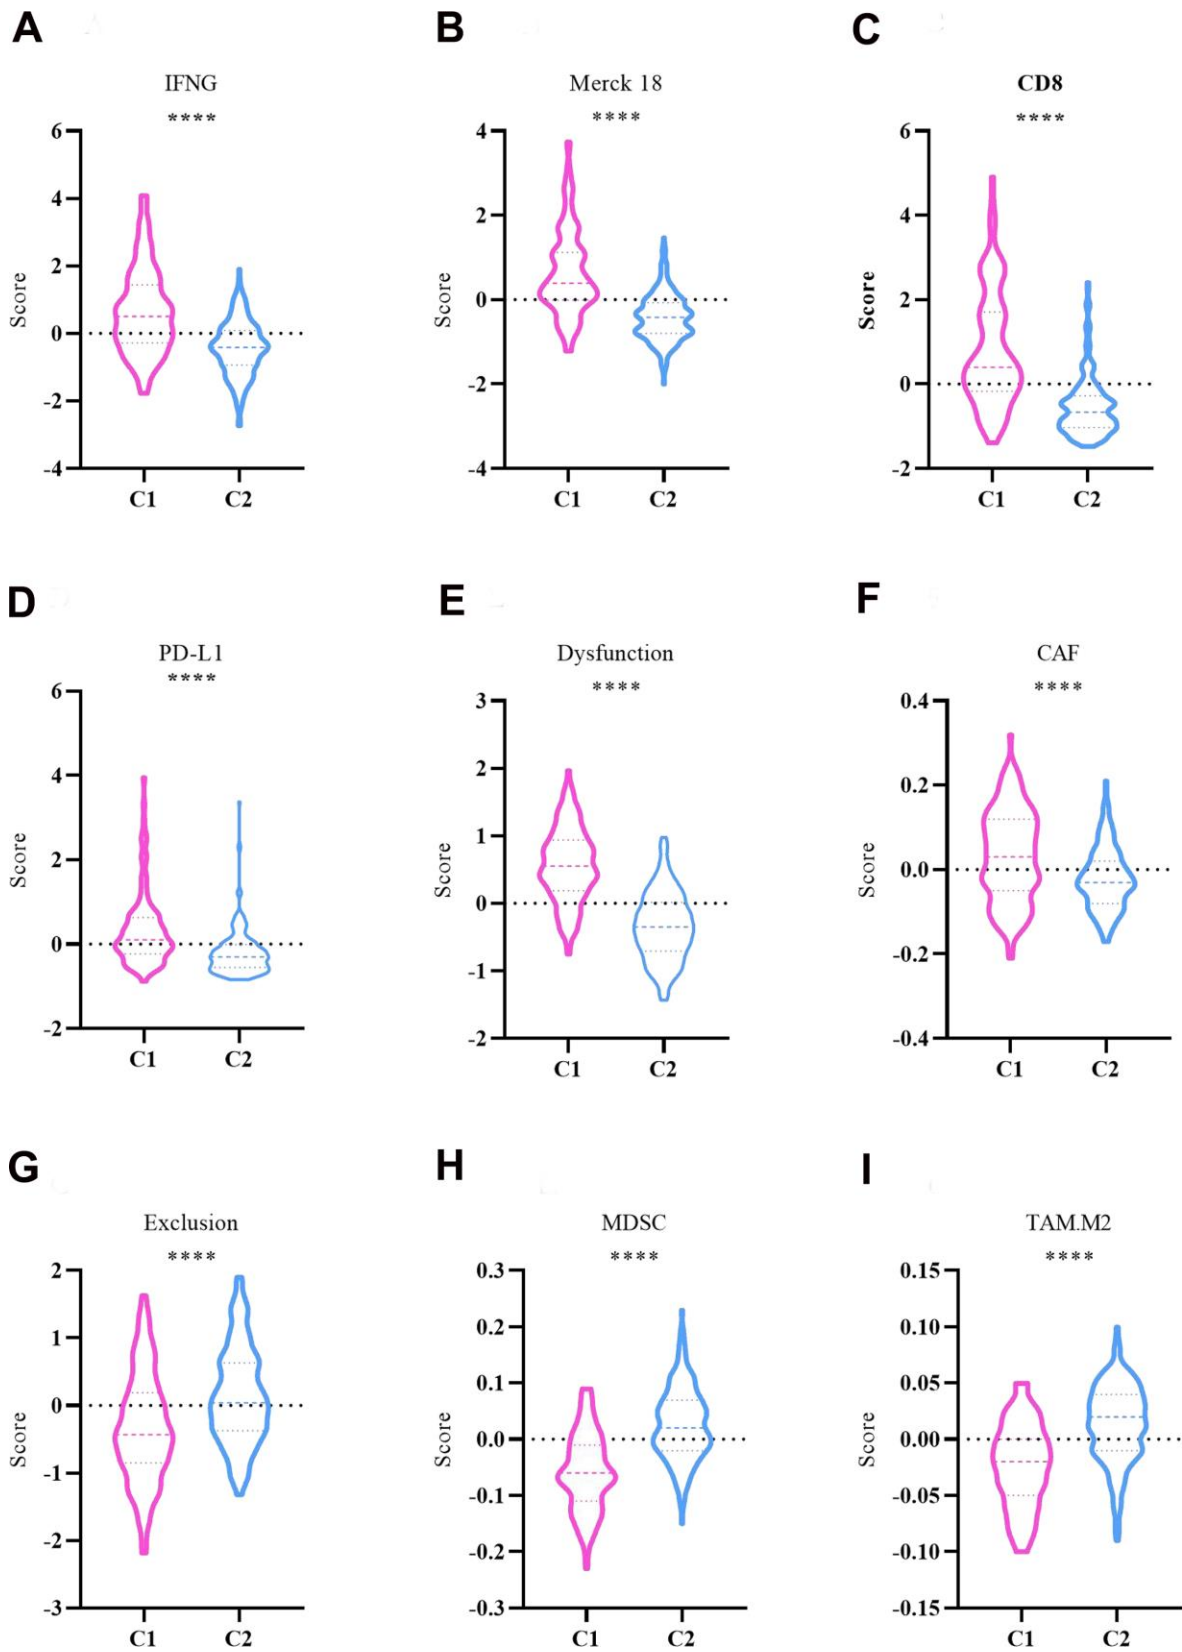 A
IFNG
****
6
4
2
0
-2
-4
Score
C1
C2
B
Merck 18
****
4
2
0
-2
-4
Score
C1
C2
C
CD8
****
6
4
2
0
-2
Score
C1
C2
D
PD-L1
****
6
4
2
0
-2
Score
C1
C2
E
Dysfunction
****
3
2
1
0
-1
-2
Score
C1
C2
F
CAF
****
0.4
0.2
0.0
-0.2
-0.4
Score
C1
C2
G
Exclusion
****
2
1
0
-1
-2
-3
Score
C1
C2
H
MDSC
****
0.3
0.2
0.1
0.0
-0.1
-0.2
-0.3
Score
C1
C2
I
TAM.M2
****
0.15
0.10
0.05
0.00
-0.05
-0.10
-0.15
Score
C1
C2